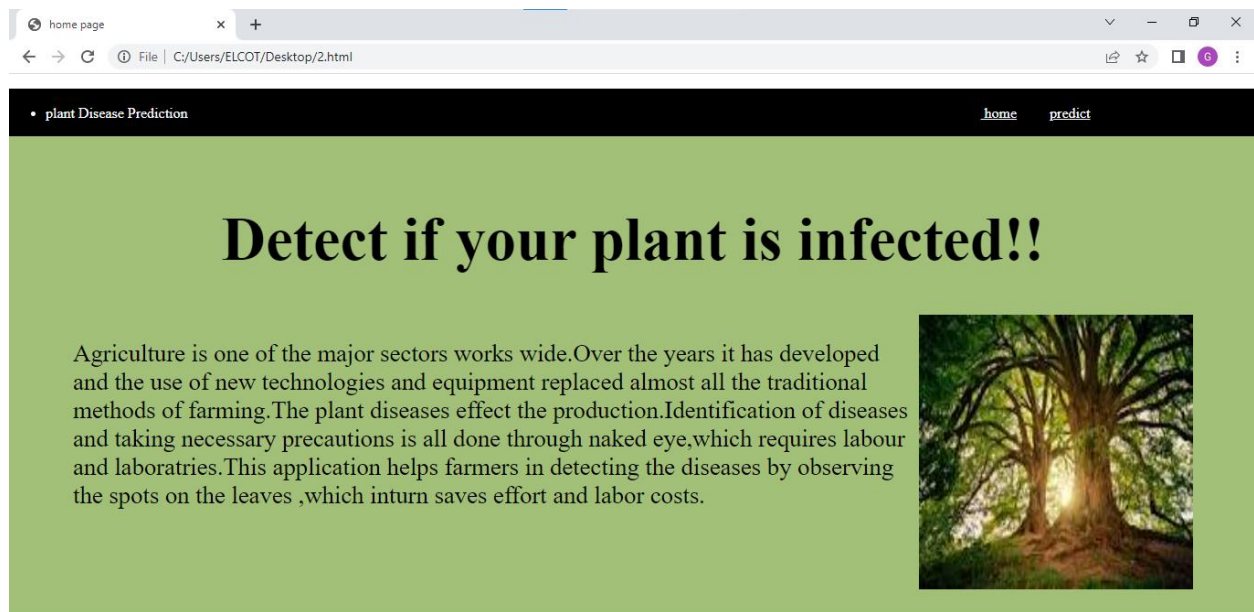 home page
File | C:/Users/ELCOT/Desktop/2.html
G
• plant Disease Prediction
home
predict
Detect if your plant is infected!!
Agriculture is one of the major sectors works wide.Over the years it has developed
and the use of new technologies and equipment replaced almost all the traditional
methods of farming.The plant diseases effect the production.Identification of diseases
and taking necessary precautions is all done through naked eye,which requires labour
and laboratries.This application helps farmers in detecting the diseases by observing
the spots on the leaves ,which inturn saves effort and labor costs.